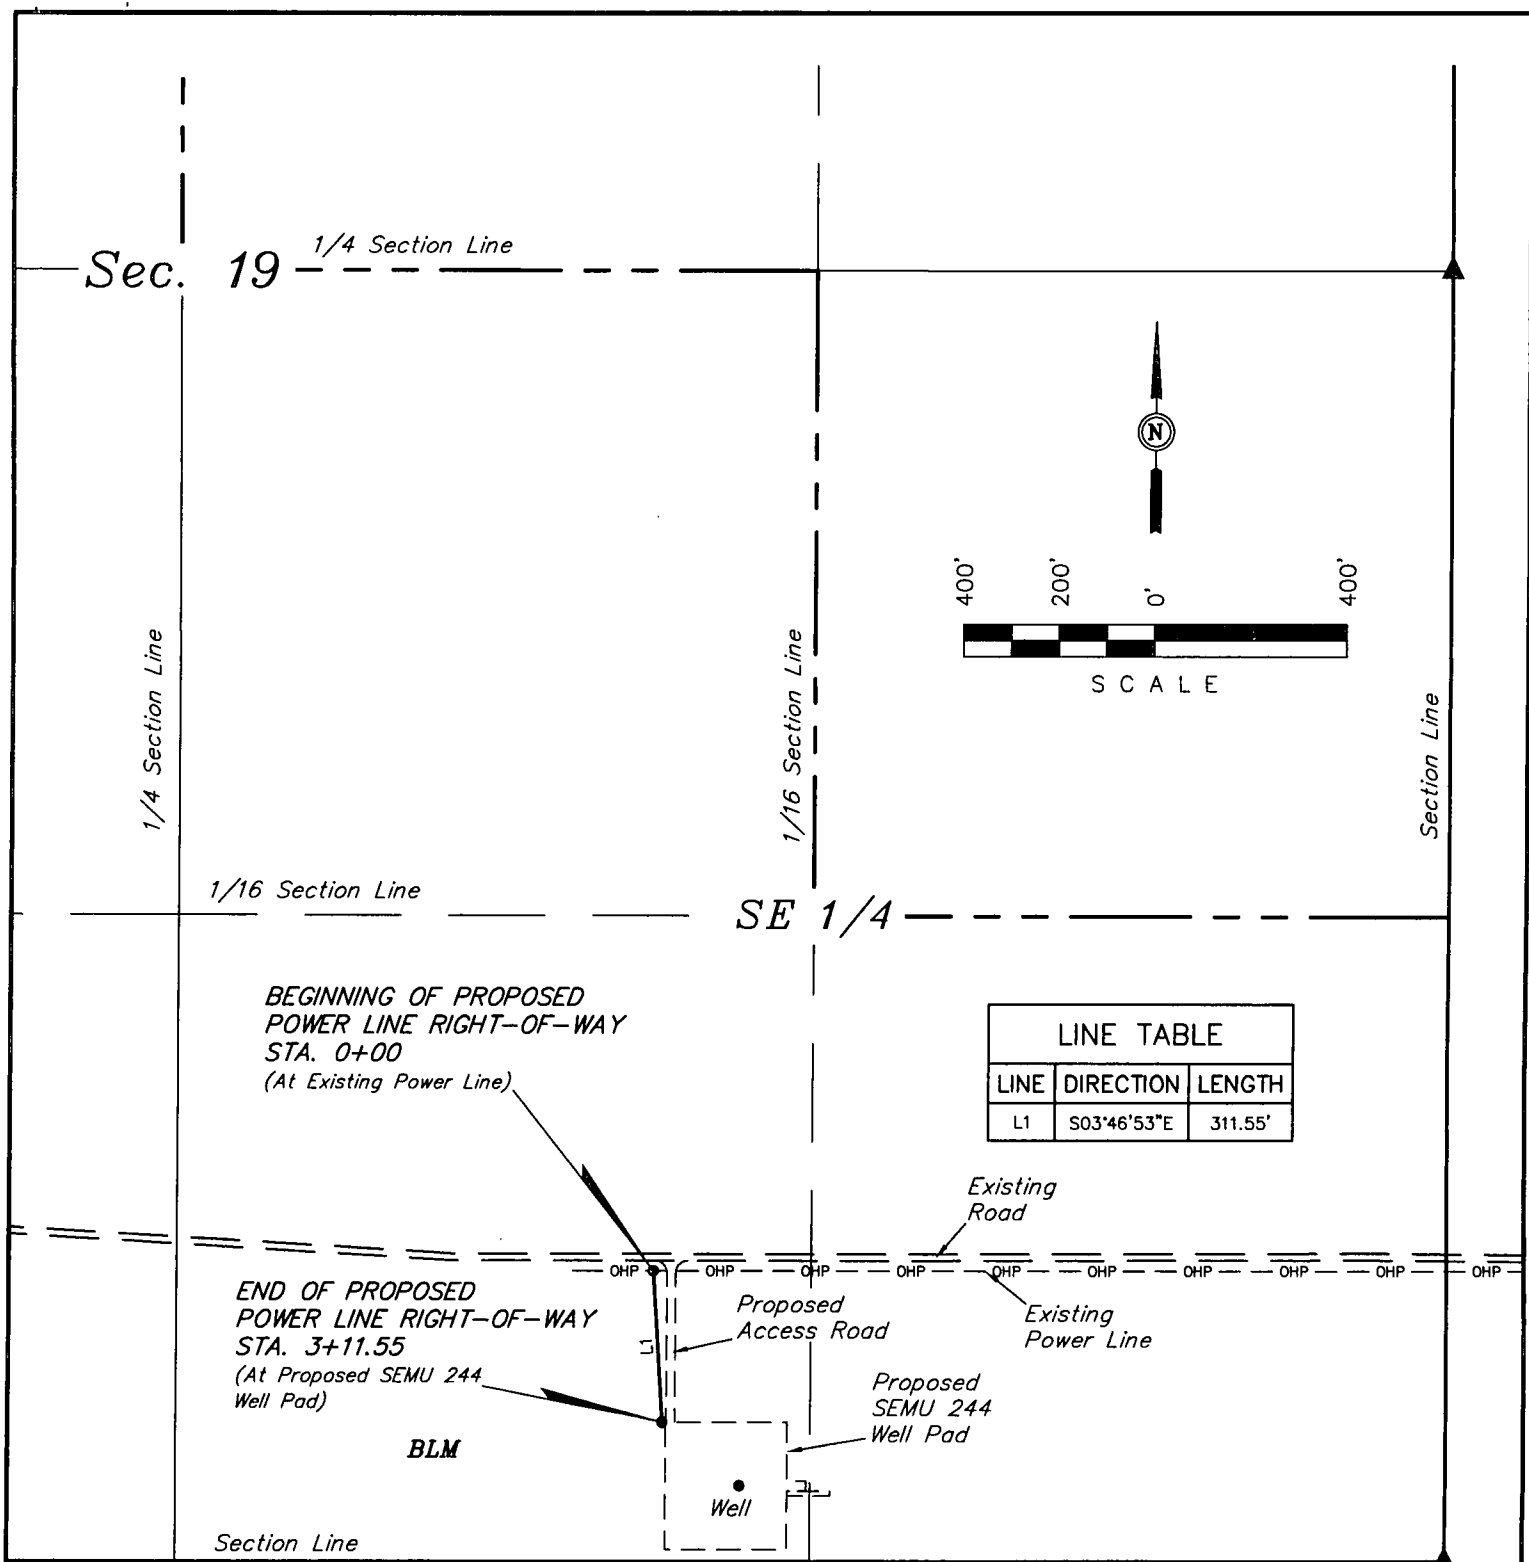 1/4 Section Line
Sec. 19
N
400'
200'
0'
400'
SCALE
1/4 Section Line
1/16 Section Line
Section Line
1/16 Section Line
SE 1/4
BEGINNING OF PROPOSED
POWER LINE RIGHT-OF-WAY
STA. 0+00
(At Existing Power Line)
LINE TABLE
LINE DIRECTION LENGTH
L1 S03°46'53"E 311.55'
Existing
Road
OHP OHP OHP OHP OHP OHP OHP OHP OHP OHP
END OF PROPOSED
POWER LINE RIGHT-OF-WAY
STA. 3+11.55
(At Proposed SEMU 244
Well Pad)
L1
Proposed
Access Road
Existing
Power Line
Proposed
SEMU 244
Well Pad
BLM
Well
Section Line